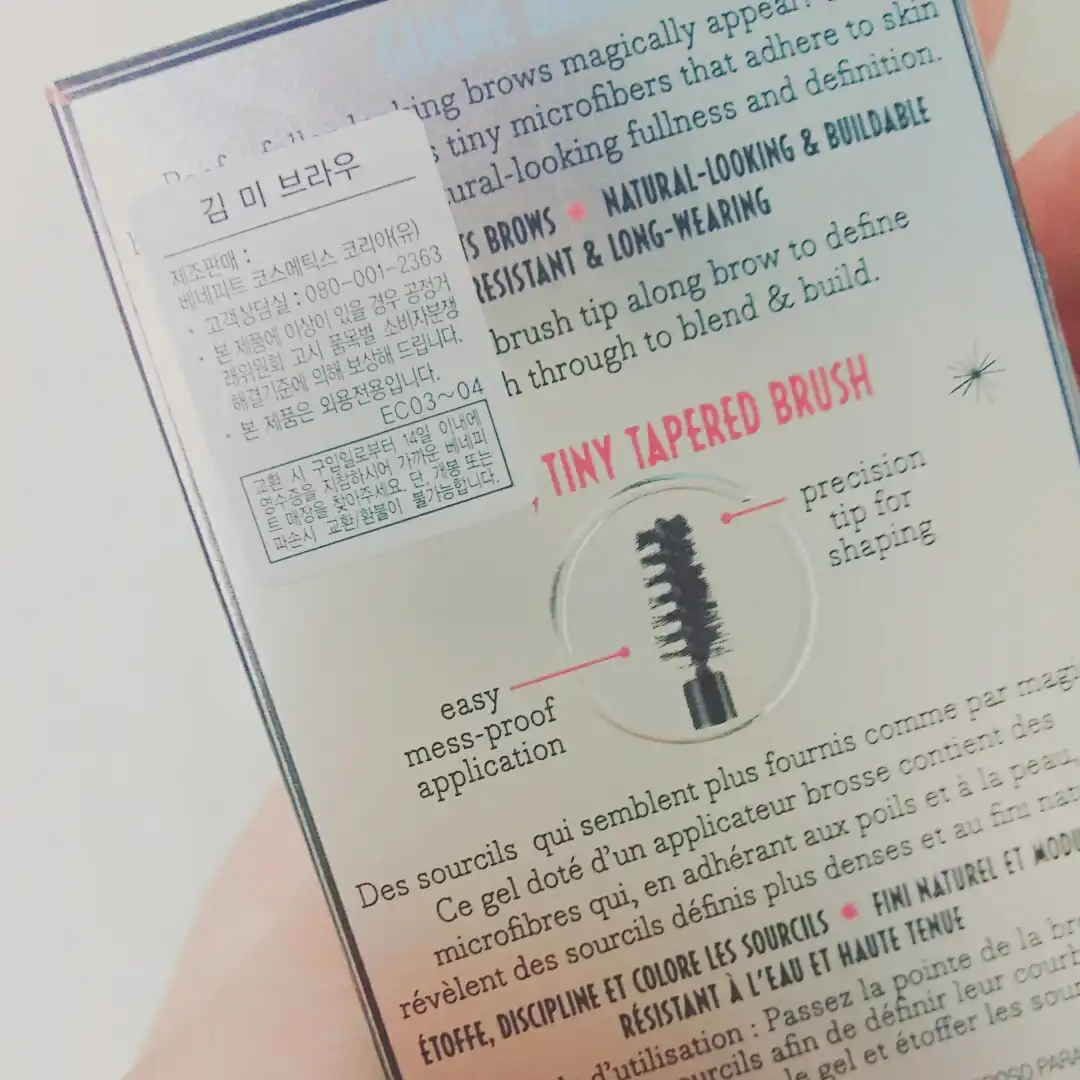 king brows magically appear!
tiny microfibers that adhere to skin
natural-looking fullness and definition.
BROWS NATURAL-LOOKING & BUILDABLE
RESISTANT & LONG-WEARING
brush tip along brow to define
through to blend & build.
김 미 브라우
제조판매 :
베네피트 코스메틱스 코리아(유)
· 고객상담실 : 080-001-2363
· 본 제품에 이상이 있을 경우 공정거
래위원회 고시 품목별 소비자분쟁
해결기준에 의해 보상해 드립니다.
· 본 제품은 외용전용입니다.
EC03~04
교환 시 구입일로부터 14일 이내에
영수증을 지참하시어 가까운 베네피
트 매장을 찾아주세요. 단, 개봉 또는
파손시 교환/환불이 불가능합니다.
, TINY TAPERED BRUSH
precision
tip for
shaping
easy
mess-proof
application
Des sourcils qui semblent plus fournis comme par
Ce gel doté d'un applicateur brosse contient des
microfibres qui, en adhérant aux poils et à la peau,
révèlent des sourcils définis plus denses et au fini
ÉTOFFE, DISCIPLINE ET COLORE LES SOURCILS FINI NATUREL ET
RÉSISTANT À L'EAU ET HAUTE TENUE
d'utilisation : Passez la pointe de la
sourcils afin de définir leur
le gel et étoffer les